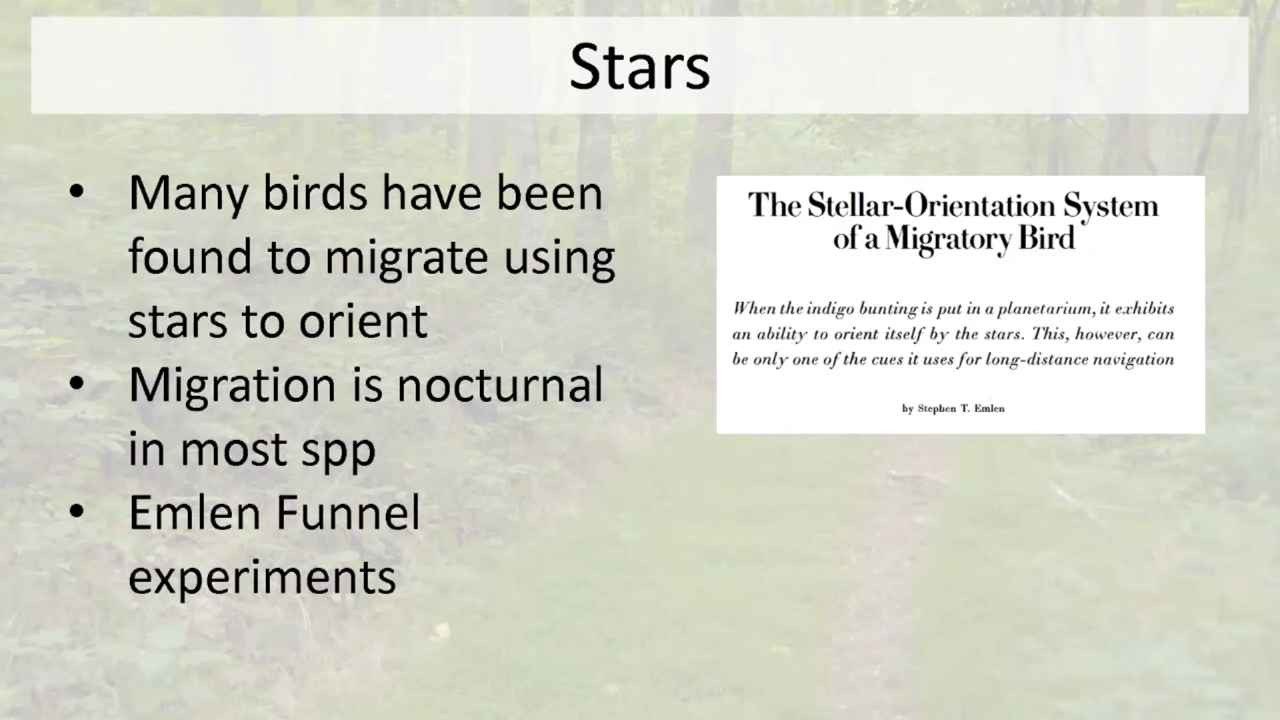 Stars
• Many birds have been
found to migrate using
stars to orient
• Migration is nocturnal
in most spp
• Emlen Funnel
experiments
The Stellar-Orientation System
of a Migratory Bird
When the indigo bunting is put in a planetarium, it exhibits
an ability to orient itself by the stars. This, however, can
be only one of the cues it uses for long-distance navigation
by Stephen T. Emlen